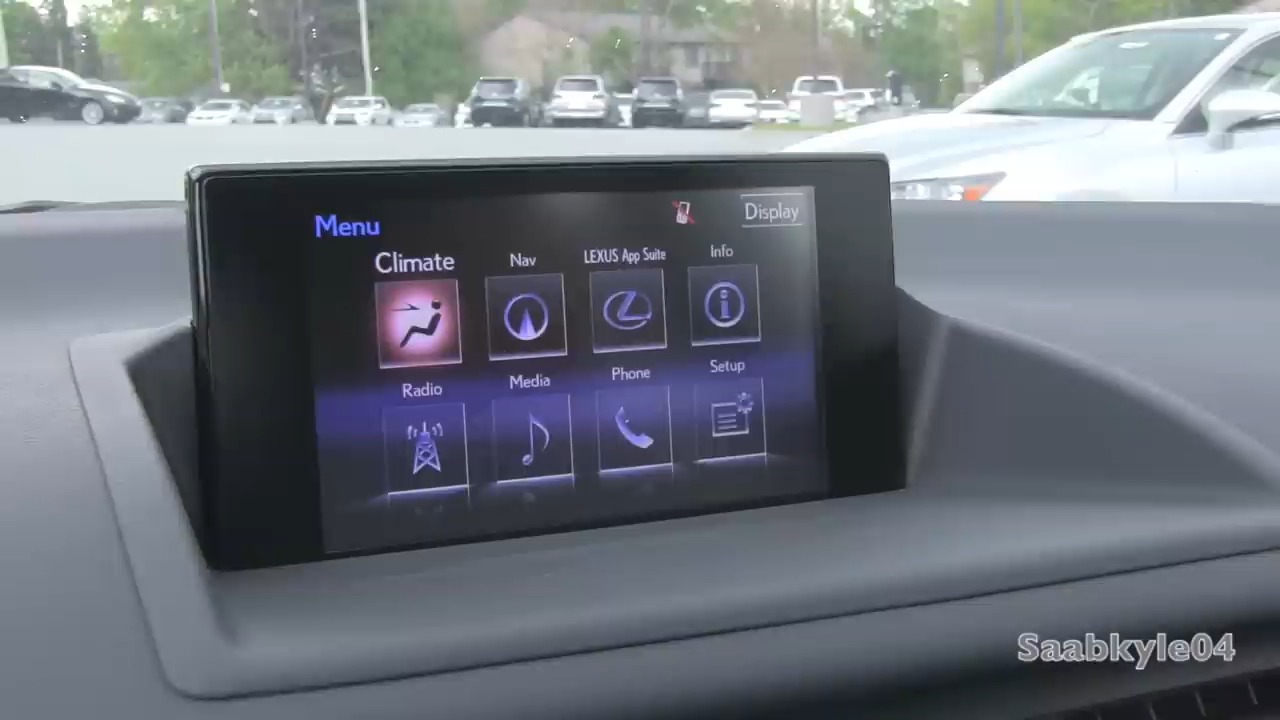 Menu
Display
Climate
Nav
LEXUS App Suite
Info
Radio
Media
Phone
Setup
Saabkyle04